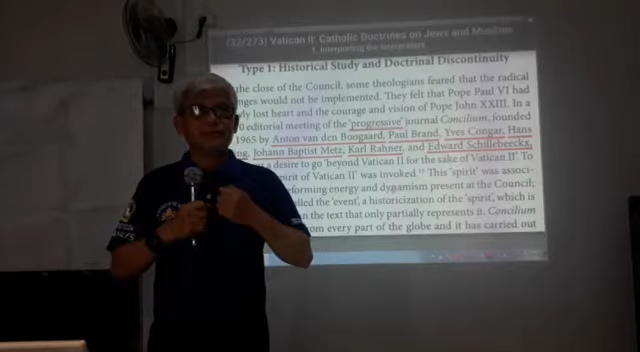 (32/273) Vatican II: Catholic Doctrines on Jews and Muslims
1. Interpreting the Interpreters
Type 1: Historical Study and Doctrinal Discontinuity
the close of the Council, some theologians feared that the radical
nges would not be implemented. They felt that Pope Paul VI had
ly lost heart and the courage and vision of Pope John XXIII. In a
0 editorial meeting of the 'progressive' journal Concilium, founded
1965 by Anton van den Boogaard, Paul Brand, Yves Congar, Hans
ng, Johann Baptist Metz, Karl Rahner, and Edward Schillebeeckx,
a desire to go 'beyond Vatican II for the sake of Vatican II'. To
pirit of Vatican II' was invoked. This 'spirit' was associ-
eforming energy and dynamism present at the Council;
lled the 'event', a historicization of the 'spirit', which is
n the text that only partially represents it. Concilium
om every part of the globe and it has carried out